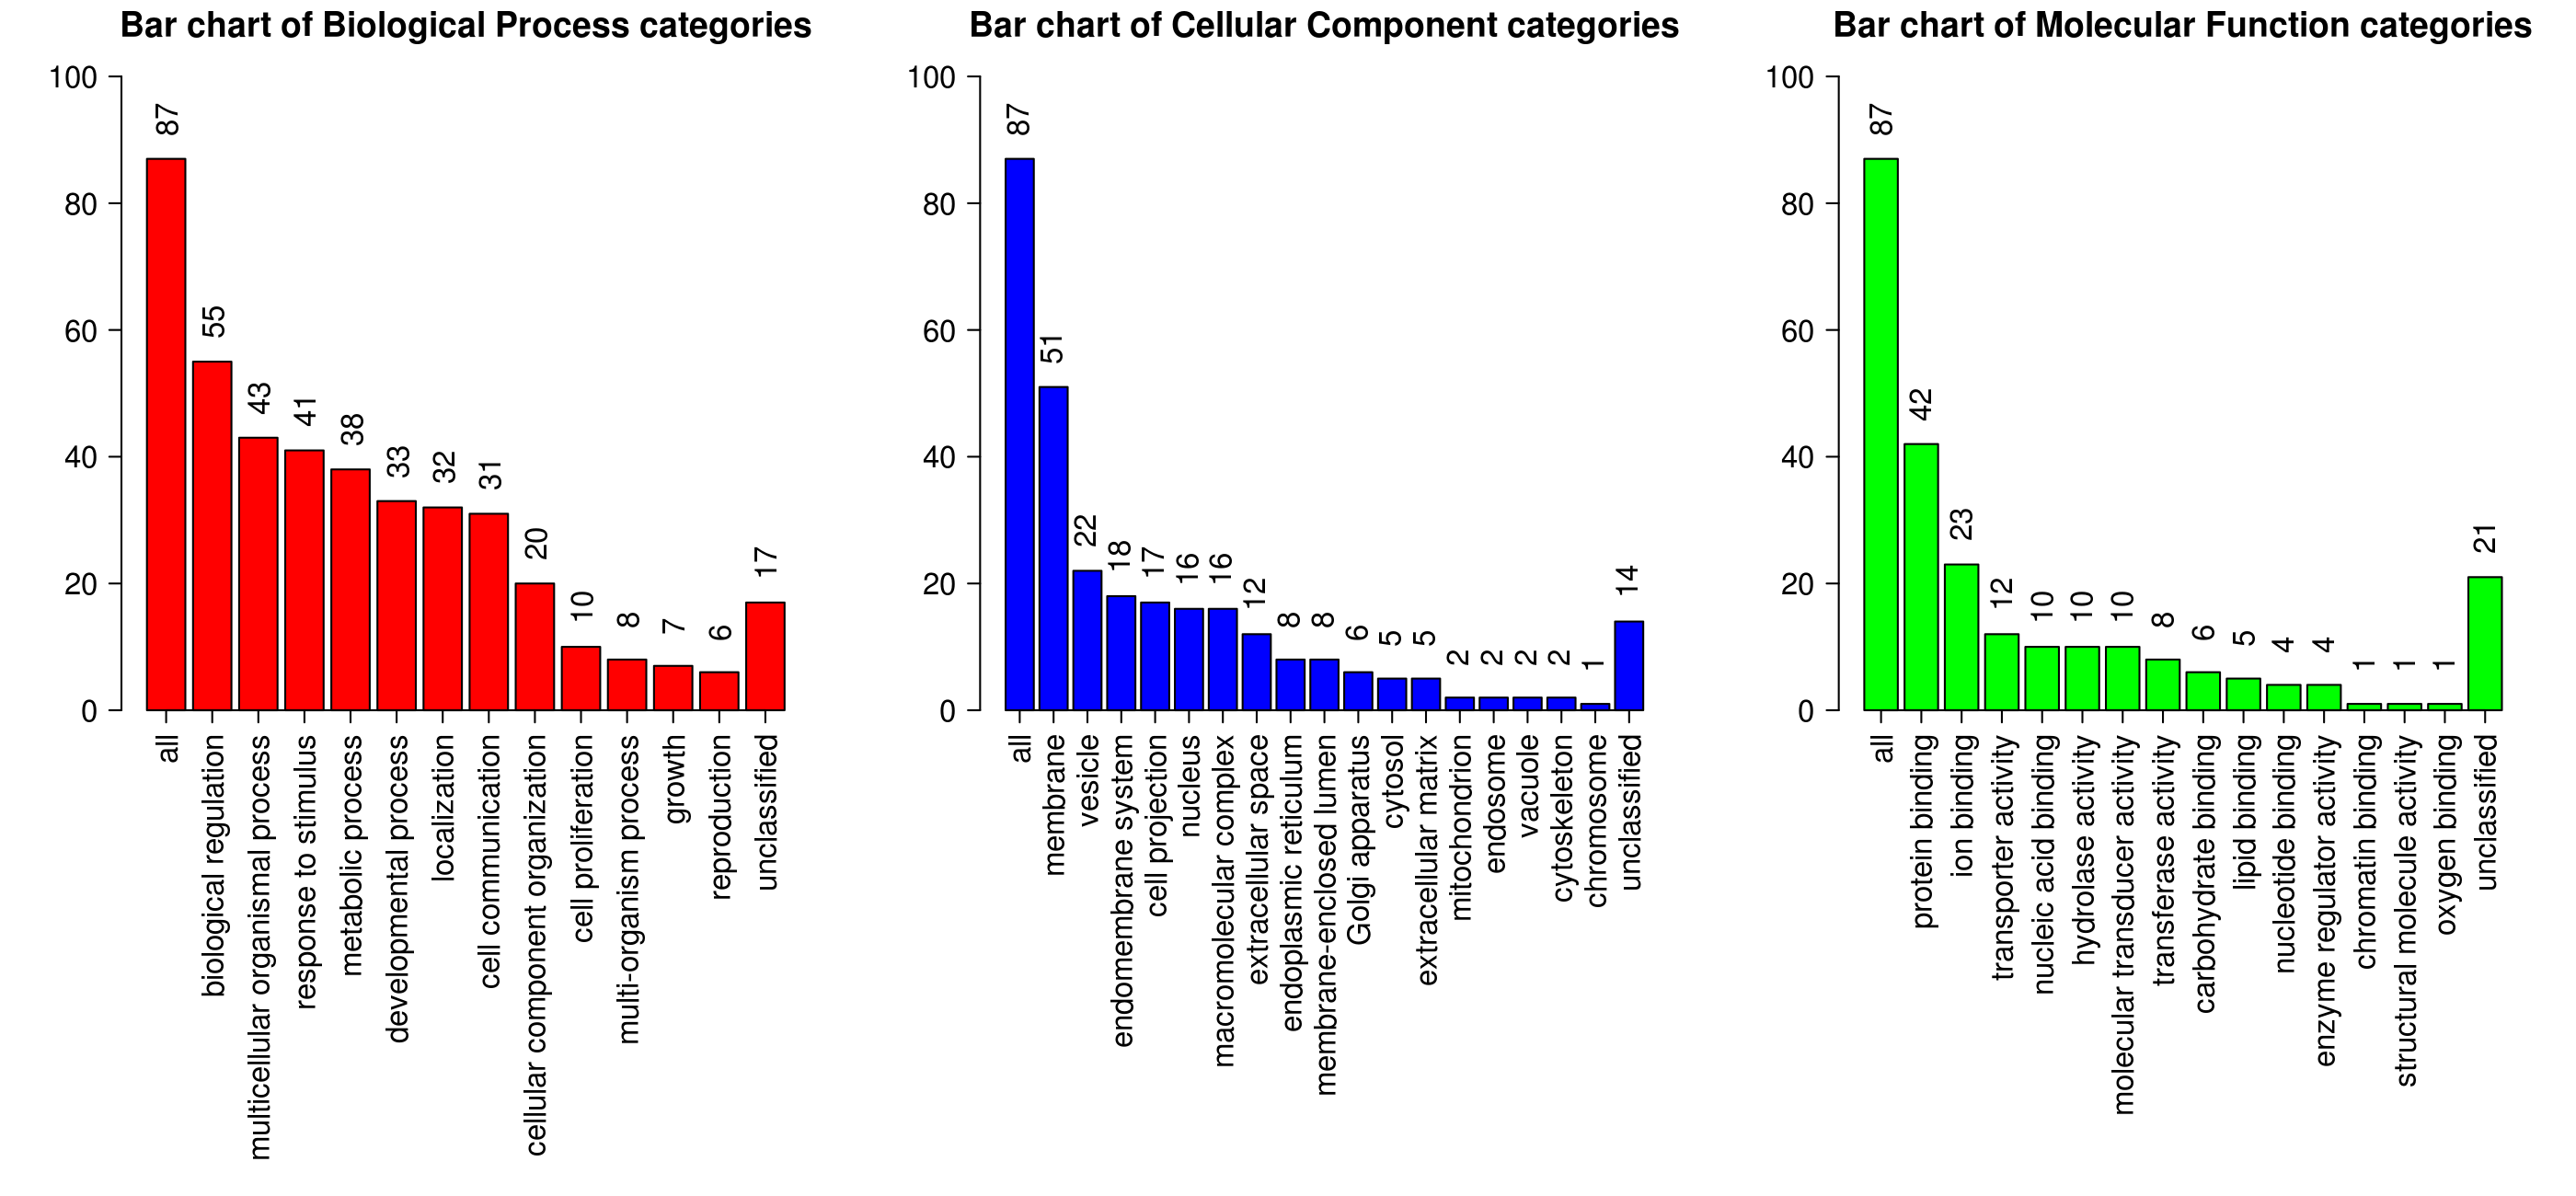 Bar chart of Biological Process categories
100
80
60
40
20
0
87
55
43
41
38
33
32
31
20
10
8
7
6
17
all
biological regulation
multicellular organismal process
response to stimulus
metabolic process
developmental process
localization
cell communication
cellular component organization
cell proliferation
multi-organism process
growth
reproduction
unclassified
Bar chart of Cellular Component categories
100
80
60
40
20
0
87
51
22
18
17
16
16
12
8
8
6
5
5
2
2
2
2
1
14
all
membrane
vesicle
endomembrane system
cell projection
nucleus
macromolecular complex
extracellular space
endoplasmic reticulum
membrane-enclosed lumen
Golgi apparatus
cytosol
extracellular matrix
mitochondrion
endosome
vacuole
cytoskeleton
chromosome
unclassified
Bar chart of Molecular Function categories
100
80
60
40
20
0
87
42
23
12
10
10
10
8
6
5
4
4
1
1
1
21
all
protein binding
ion binding
transporter activity
nucleic acid binding
hydrolase activity
molecular transducer activity
transferase activity
carbohydrate binding
lipid binding
nucleotide binding
enzyme regulator activity
chromatin binding
structural molecule activity
oxygen binding
unclassified